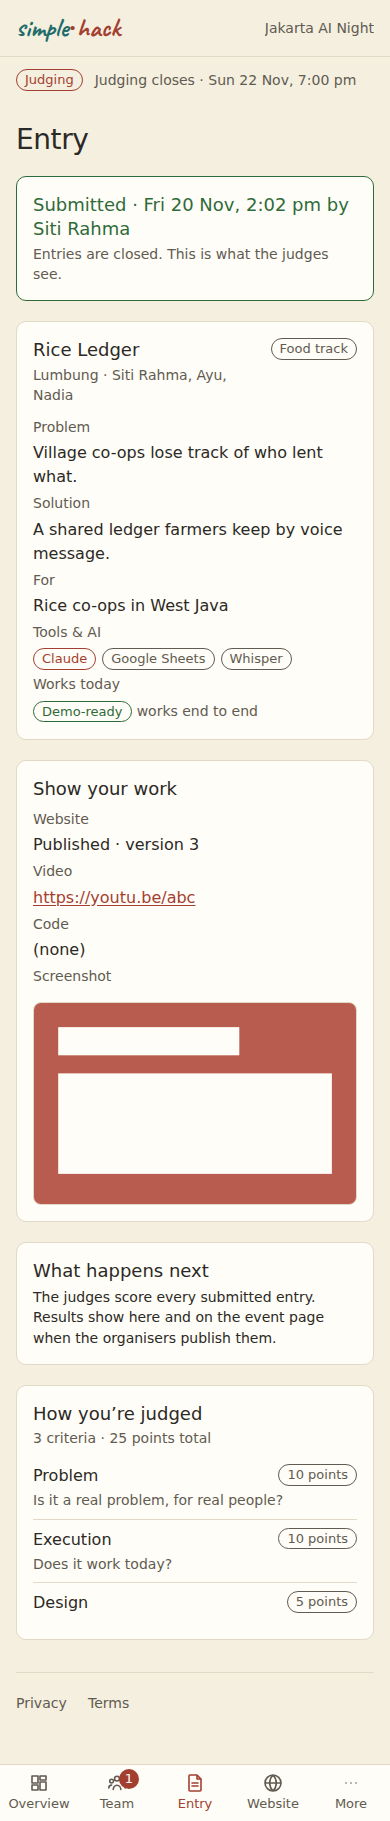 simple·hack
Jakarta AI Night
Judging
Judging closes · Sun 22 Nov, 7:00 pm
Entry
Submitted · Fri 20 Nov, 2:02 pm by
Siti Rahma
Entries are closed. This is what the judges
see.
Rice Ledger
Food track
Lumbung · Siti Rahma, Ayu,
Nadia
Problem
Village co-ops lose track of who lent
what.
Solution
A shared ledger farmers keep by voice
message.
For
Rice co-ops in West Java
Tools & AI
Claude Google Sheets Whisper
Works today
Demo-ready works end to end
Show your work
Website
Published · version 3
Video
https://youtu.be/abc
Code
(none)
Screenshot
What happens next
The judges score every submitted entry.
Results show here and on the event page
when the organisers publish them.
How you’re judged
3 criteria · 25 points total
Problem
10 points
Is it a real problem, for real people?
Execution
10 points
Does it work today?
Design
5 points
Privacy Terms
1
Overview Team Entry Website More